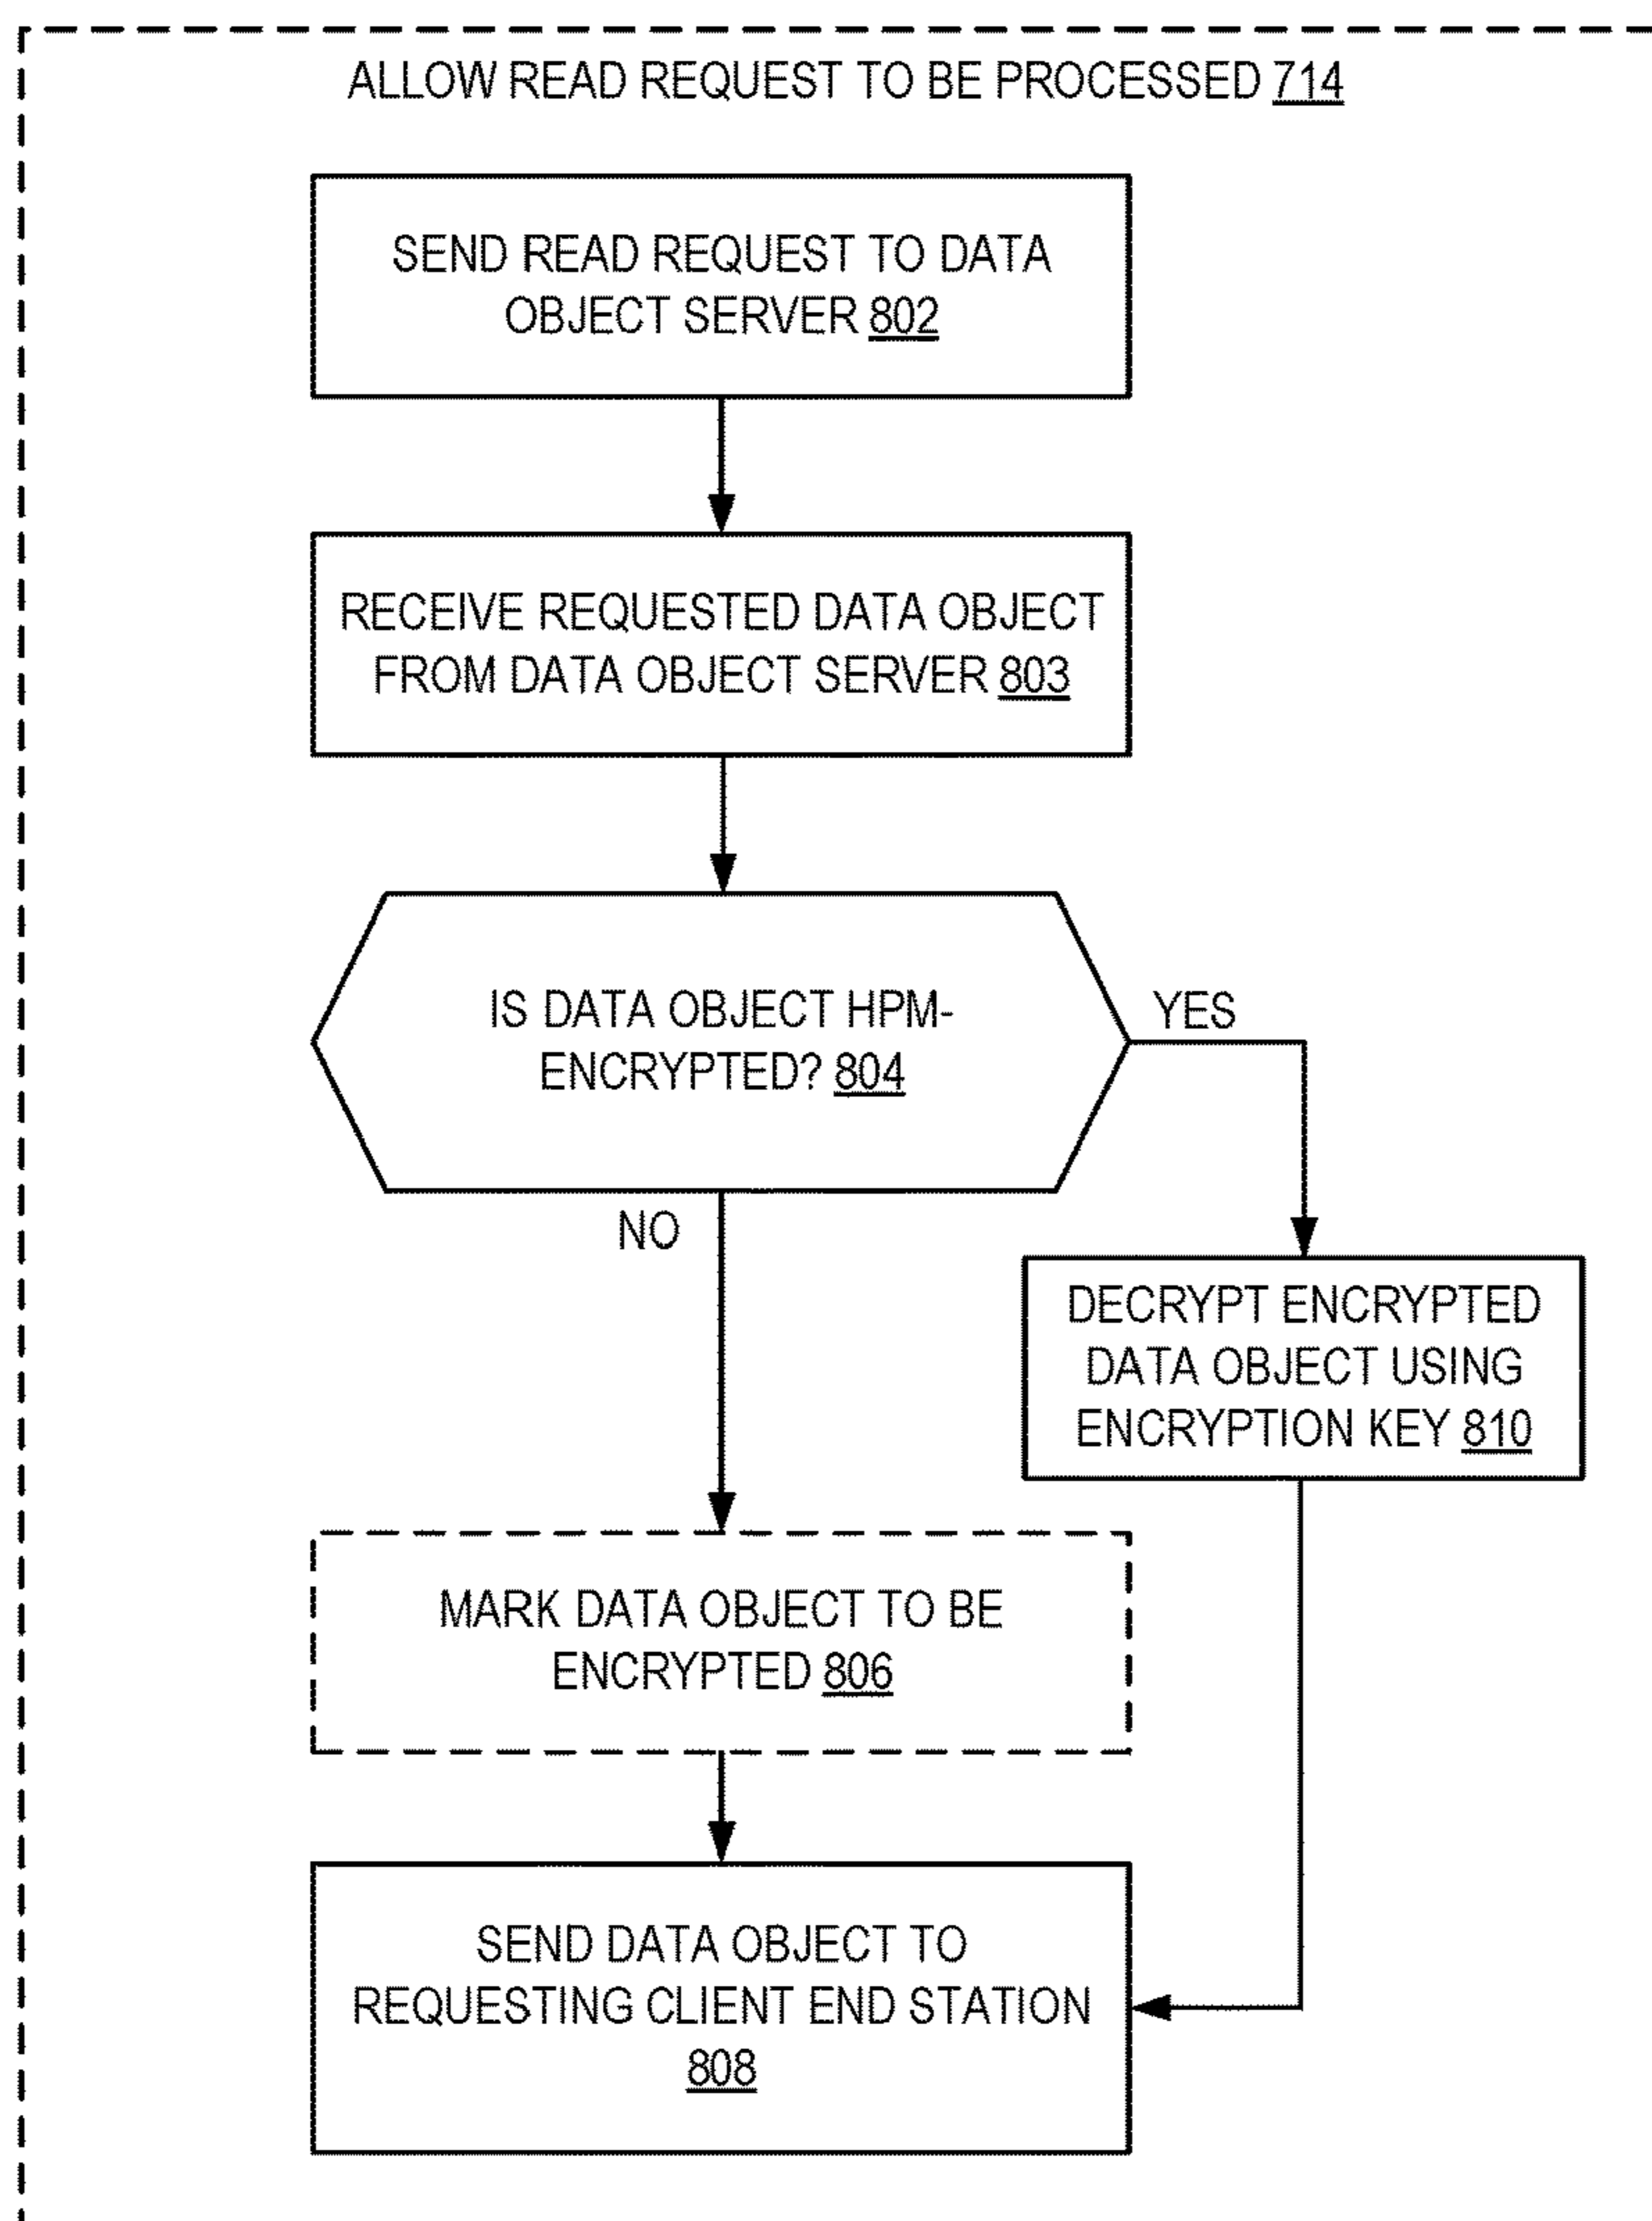 ALLOW READ REQUEST TO BE PROCESSED 714
SEND READ REQUEST TO DATA
OBJECT SERVER 802
RECEIVE REQUESTED DATA OBJECT
FROM DATA OBJECT SERVER 803
IS DATA OBJECT HPM-
ENCRYPTED? 804
YES
NO
DECRYPT ENCRYPTED
DATA OBJECT USING
ENCRYPTION KEY 810
MARK DATA OBJECT TO BE
ENCRYPTED 806
SEND DATA OBJECT TO
REQUESTING CLIENT END STATION
808